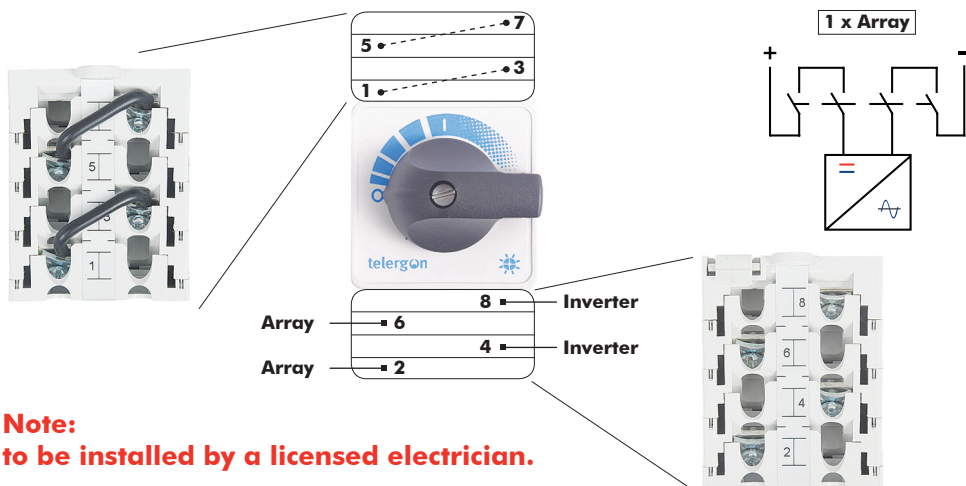 7
5
3
1
1 x Array
+ -
5
3
1
I
O
telergon
8 Inverter
Array 6
4 Inverter
Array 2
8
6
4
2
Note:
to be installed by a licensed electrician.